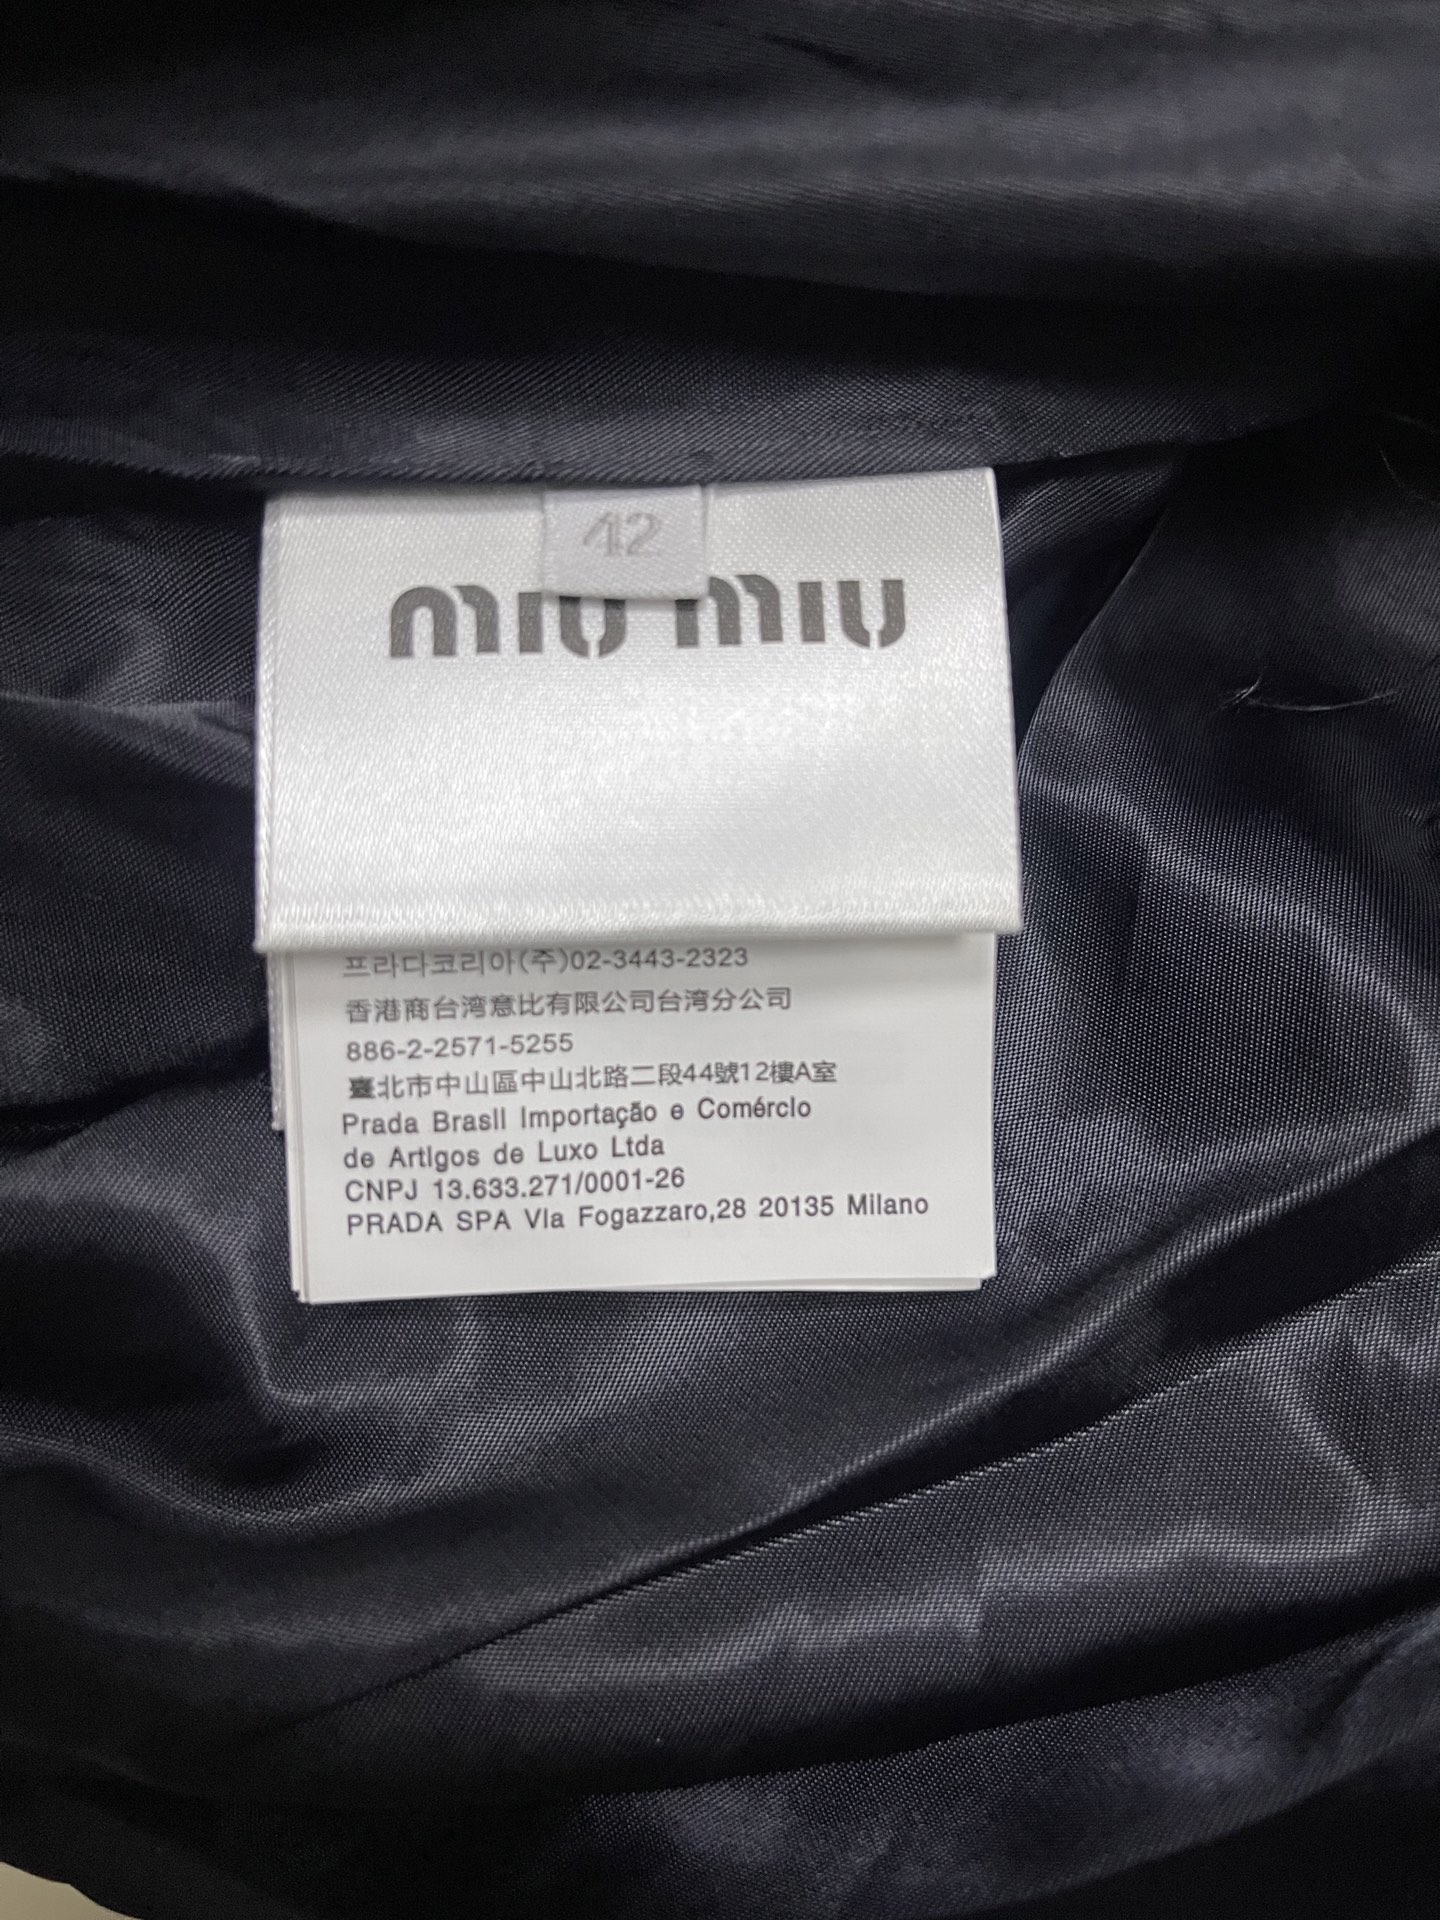 42
miu miu
프라다코리아(주)02-3443-2323
香港商台湾意比有限公司台湾分公司
886-2-2571-5255
臺北市中山區中山北路二段44號12樓A室
Prada Brasil Importação e Comércio
de Artigos de Luxo Ltda
CNPJ 13.633.271/0001-26
PRADA SPA Via Fogazzaro,28 20135 Milano